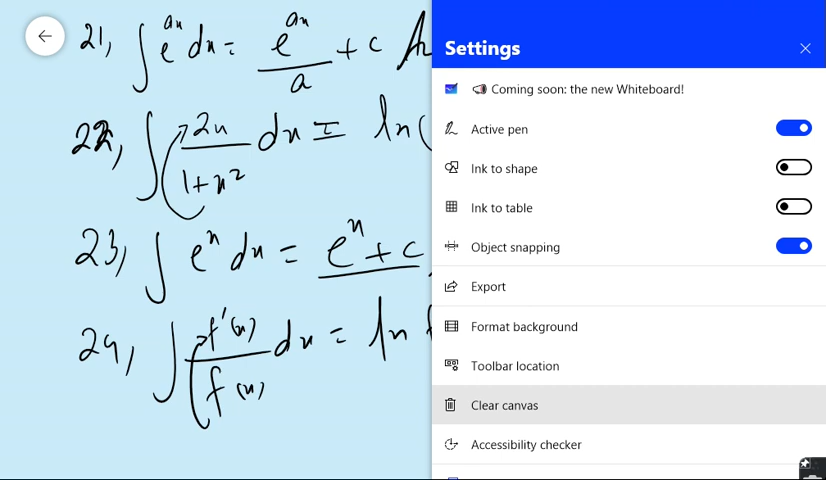 21, ∫ e^{ax} dx = e^{ax}/a + c
22, ∫ 2x/(1+x²) dx = ln(
23, ∫ e^x dx = e^x + c
24, ∫ f'(x)/f(x) dx = ln f
Settings
Coming soon: the new Whiteboard!
Active pen
Ink to shape
Ink to table
Object snapping
Export
Format background
Toolbar location
Clear canvas
Accessibility checker